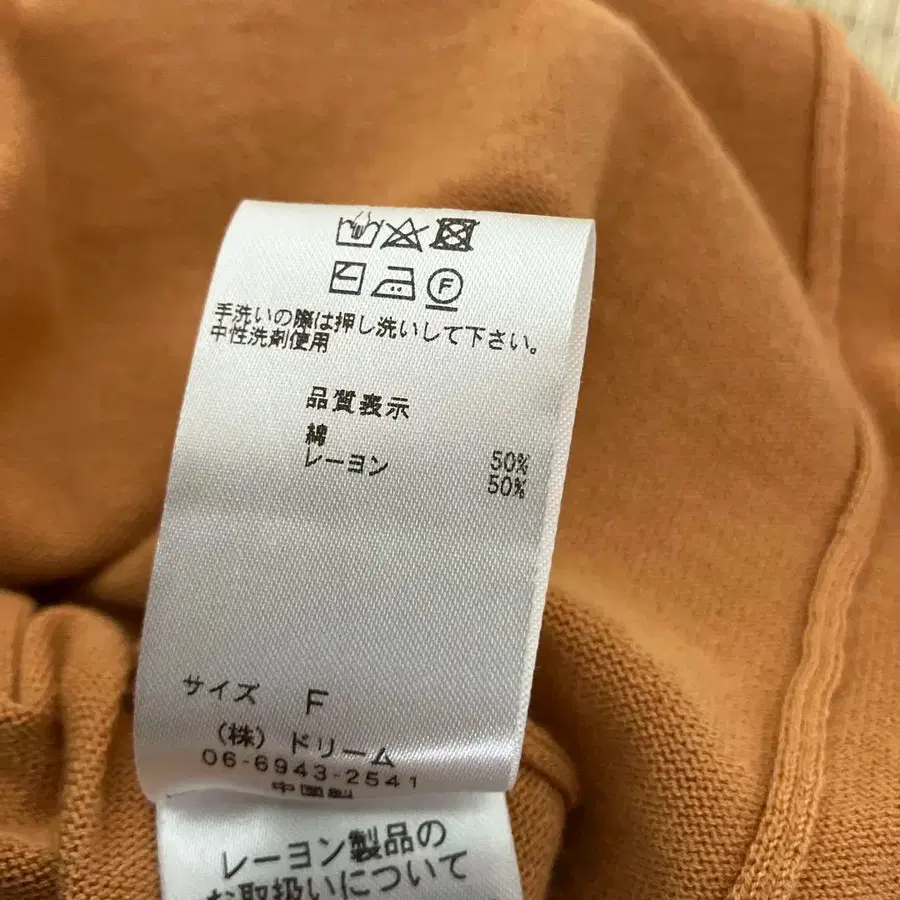 F
手洗いの際は押し洗いして下さい。
中性洗剤使用
品質表示
綿 50%
レーヨン 50%
サイズ F
(株)ドリーム
06-6943-2541
中国製
レーヨン製品の
お取扱いについて